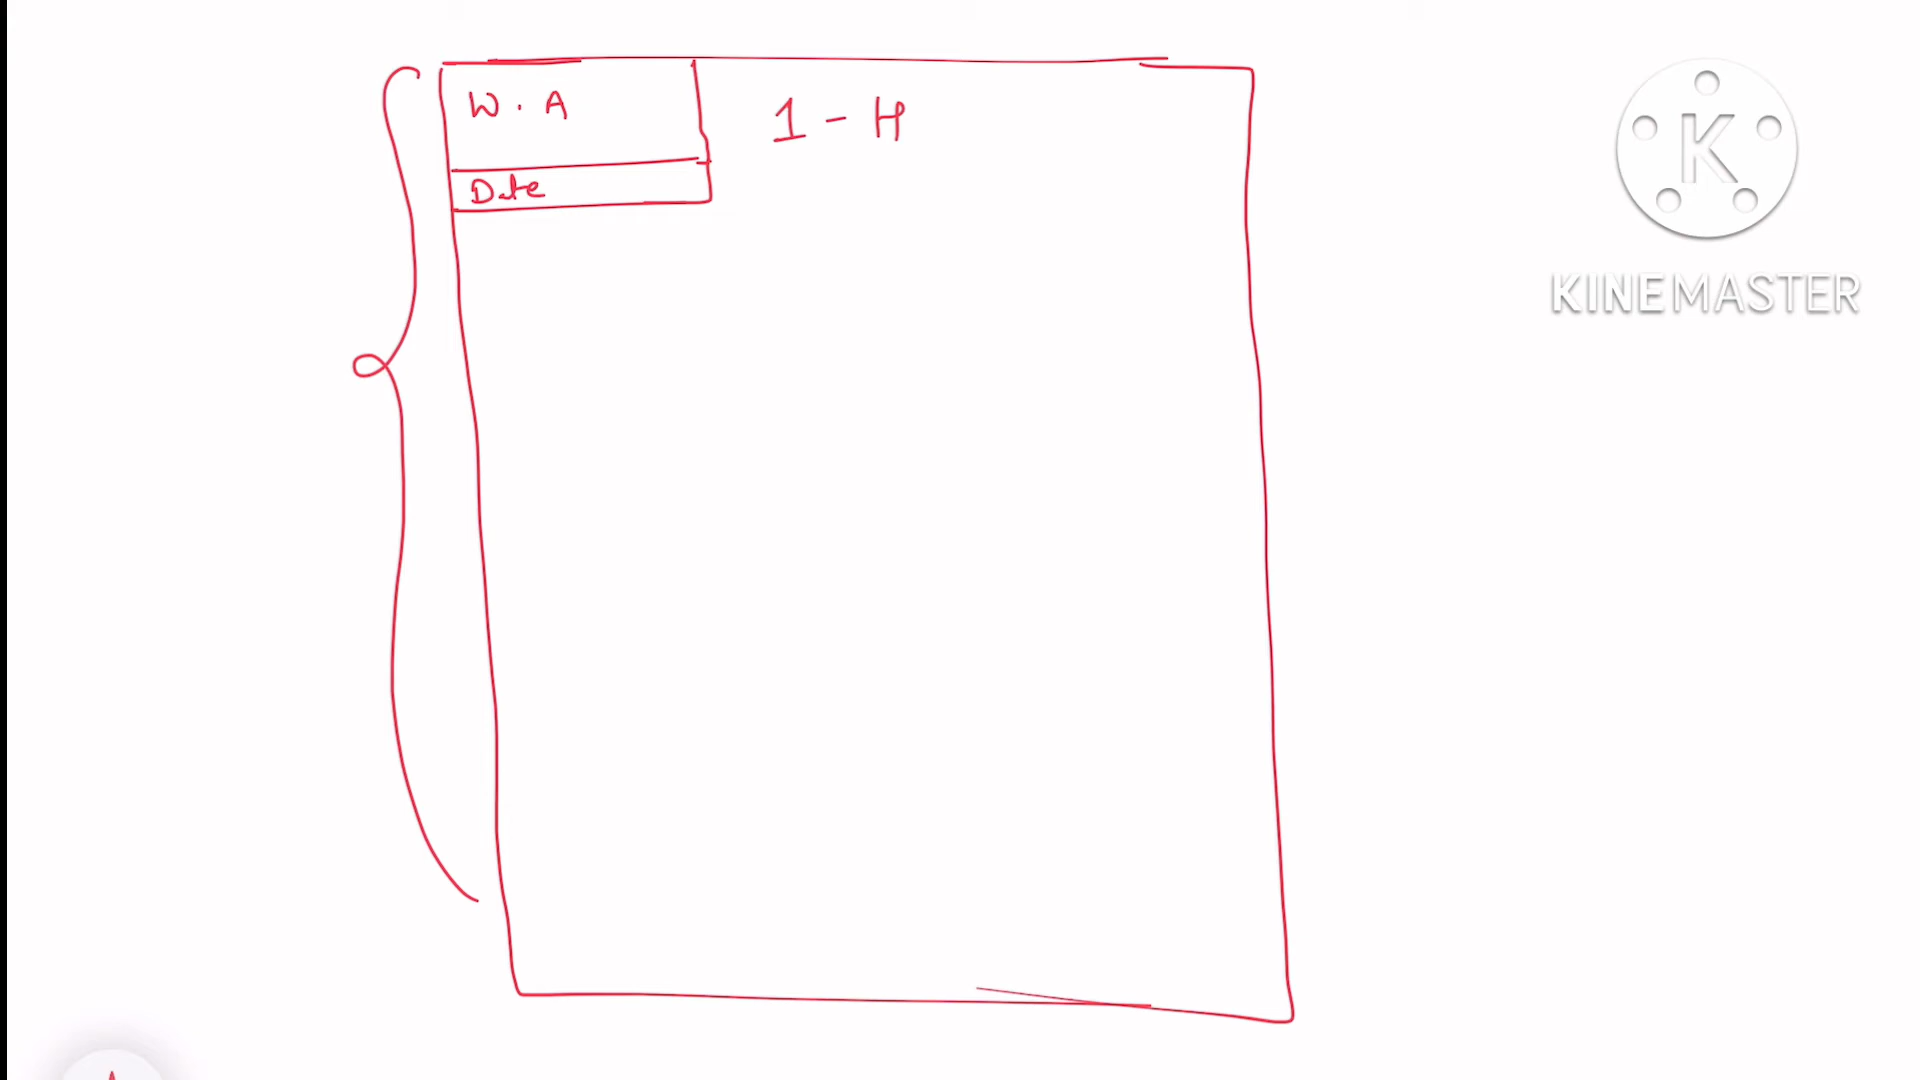 W . A
1 - H
Date
K
KINEMASTER